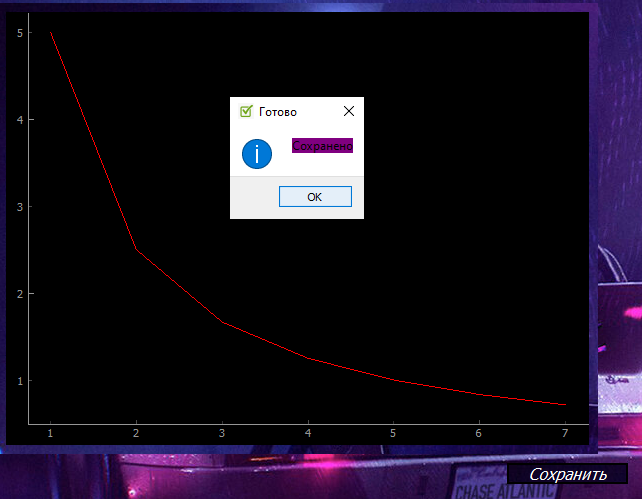 5
4
3
2
1
1 2 3 4 5 6 7
Готово
Сохранено
OK
Сохранить
CHASE ATLANTIC